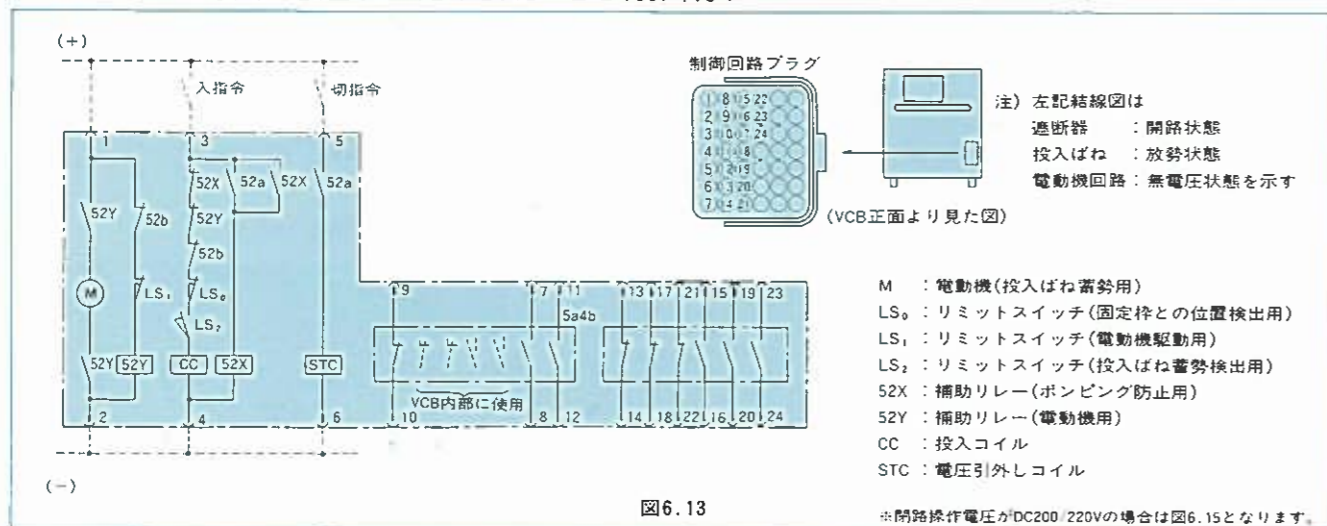 (+)
入指令
切指令
1
3
5
52X
52a
52X
52a
52Y
52b
52Y
52b
M
LS₁
LS₀
LS₂
52Y
52Y
CC
52X
STC
2
4
6
9
7
11
13
17
21
15
19
23
5a4b
VCB内部に使用
10
8
12
14
18
22
16
20
24
(−)
制御回路プラグ
(VCB正面より見た図)
注) 左記結線図は
遮断器 :開路状態
投入ばね :放勢状態
電動機回路:無電圧状態を示す
M :電動機(投入ばね蓄勢用)
LS₀ :リミットスイッチ(固定枠との位置検出用)
LS₁ :リミットスイッチ(電動機駆動用)
LS₂ :リミットスイッチ(投入ばね蓄勢検出用)
52X :補助リレー(ポンピング防止用)
52Y :補助リレー(電動機用)
CC :投入コイル
STC :電圧引外しコイル
図6.13
※閉路操作電圧がDC200/220Vの場合は図6.15となります。